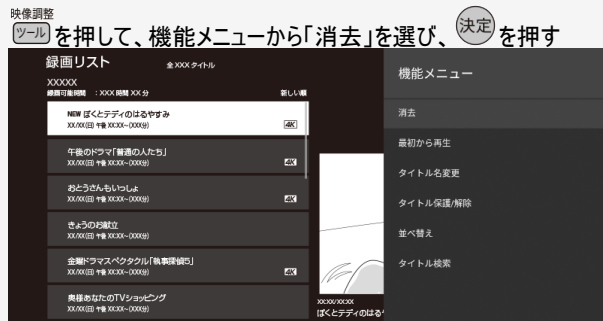 映像調整
ツール を押して、機能メニューから「消去」を選び、 決定 を押す
録画リスト 全XXXタイトル
XXXXX
録画可能時間 : XXX 時間 XX 分 新しい順
NEW ぼくとテディのはるやすみ
XX/XX(日) 午後 XX:XX~(XXX分) 4K
午後のドラマ「普通の人たち」
XX/XX(日) 午後 XX:XX~(XXX分) 4K
おとうさんもいっしょ
XX/XX(日) 午後 XX:XX~(XXX分) 4K
きょうのお献立
XX/XX(日) 午後 XX:XX~(XXX分)
金曜ドラマスペクタクル「執事探偵5」
XX/XX(日) 午後 XX:XX~(XXX分) 4K
奥様あなたのTVショッピング
XX/XX(日) 午後 XX:XX~(XXX分)
XX:XX/XX:XX
ぼくとテディのはるや
機能メニュー
消去
最初から再生
タイトル名変更
タイトル保護/解除
並べ替え
タイトル検索